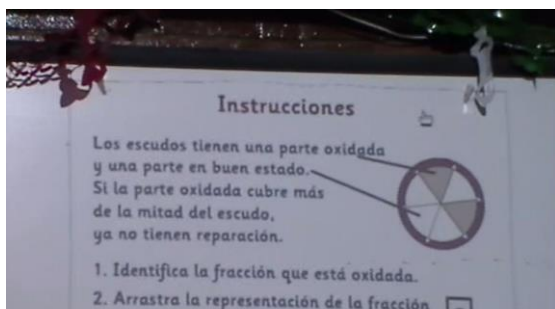 Instrucciones
Los escudos tienen una parte oxidada
y una parte en buen estado.
Si la parte oxidada cubre más
de la mitad del escudo,
ya no tienen reparación.
1. Identifica la fracción que está oxidada.
2. Arrastra la representación de la fracción